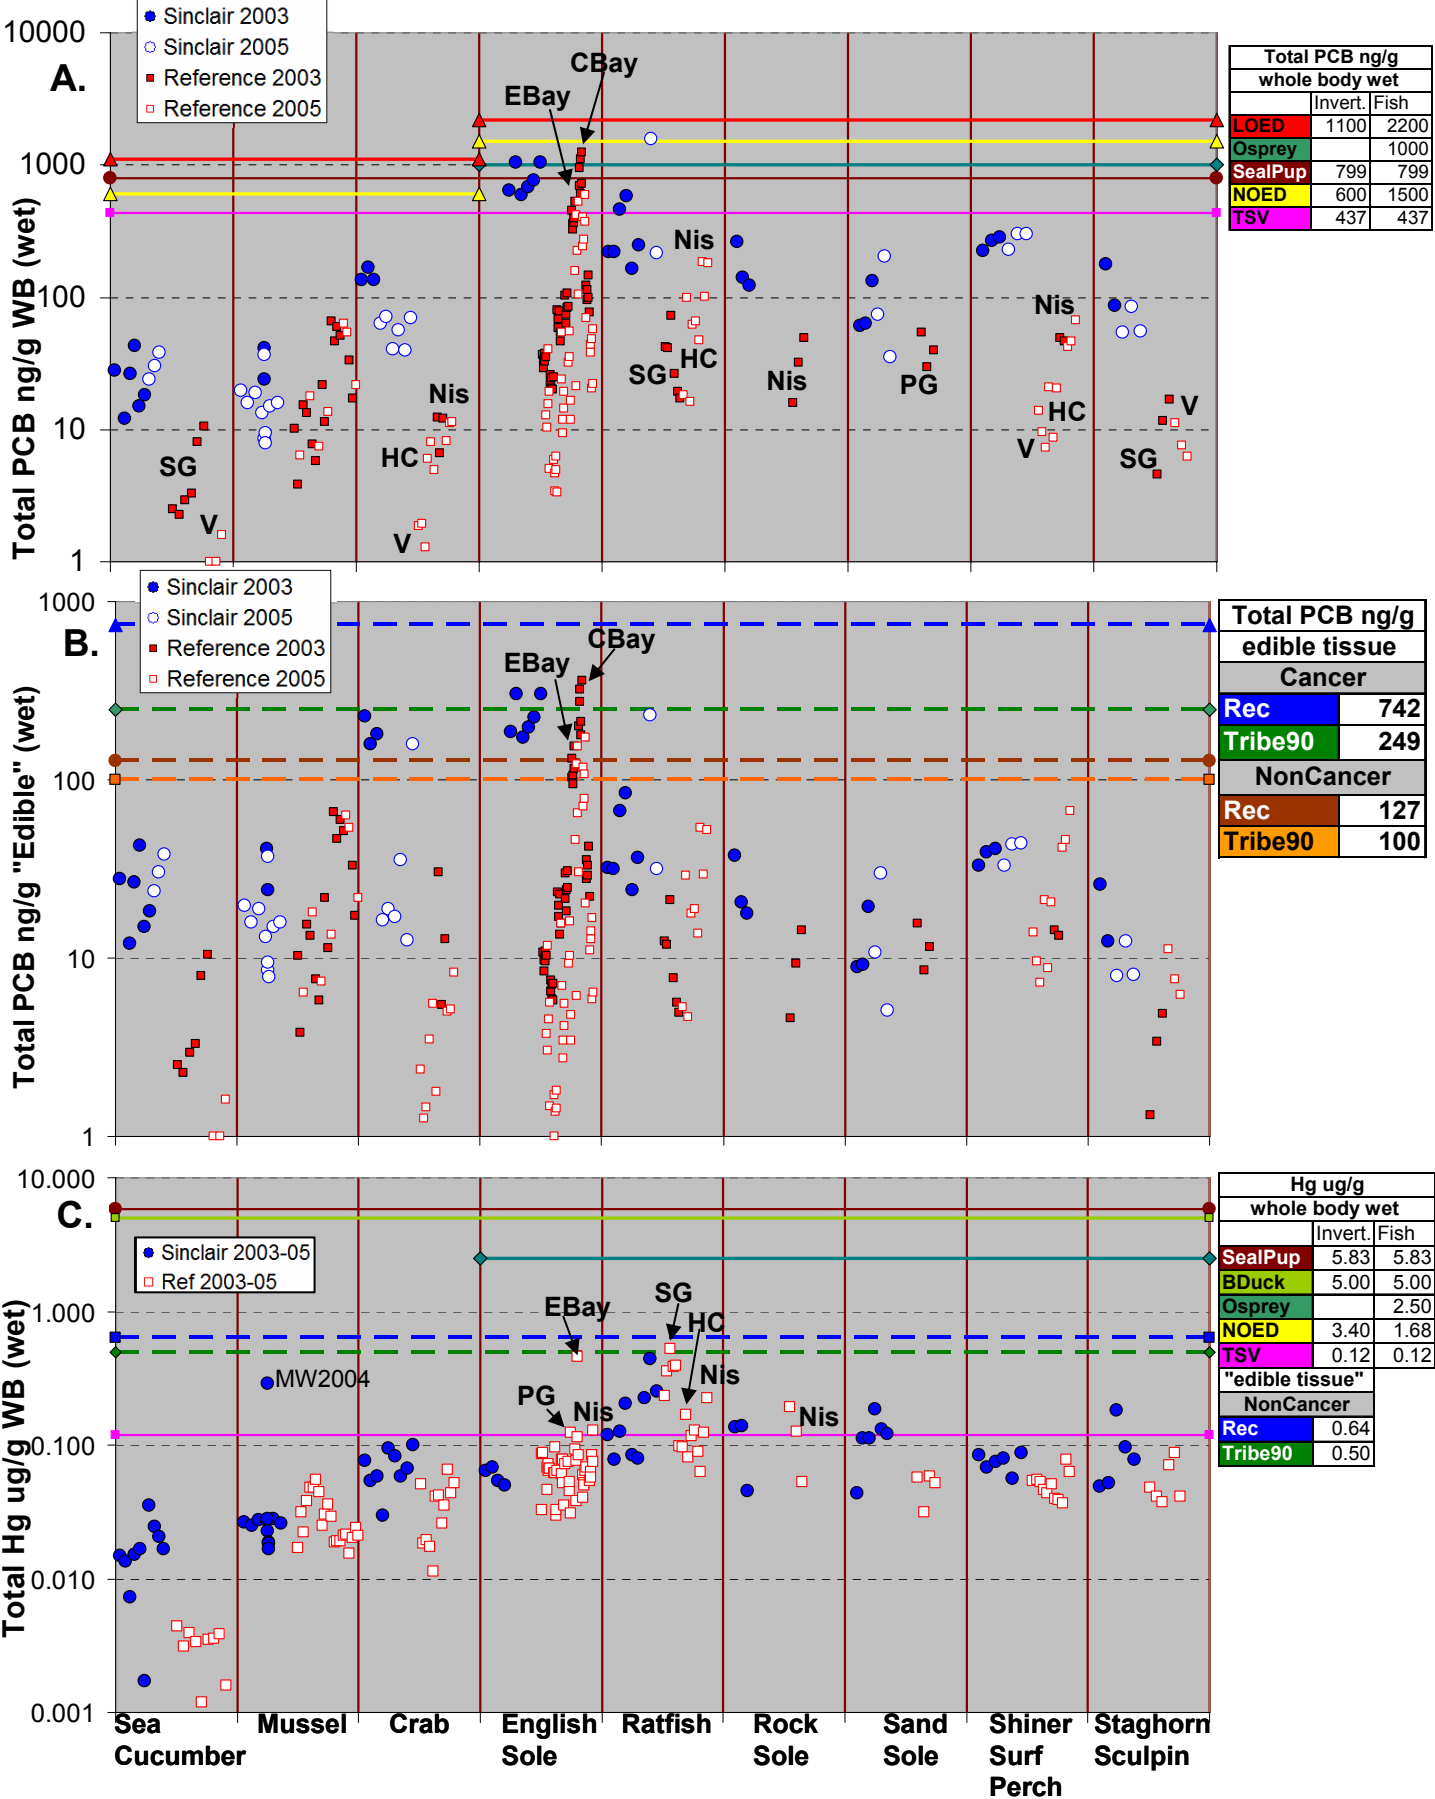 Sinclair 2003
Sinclair 2005
Reference 2003
Reference 2005
A.
Total PCB ng/g WB (wet)
10000
1000
100
10
1
CBay
EBay
Nis
SG
HC
Nis
PG
Nis
HC
V
V
SG
Nis
HC
V
SG
V
Total PCB ng/g
whole body wet
Invert. Fish
LOED 1100 2200
Osprey 1000
SealPup 799 799
NOED 600 1500
TSV 437 437
Sinclair 2003
Sinclair 2005
Reference 2003
Reference 2005
B.
Total PCB ng/g "Edible" (wet)
1000
100
10
1
CBay
EBay
Total PCB ng/g
edible tissue
Cancer
Rec 742
Tribe90 249
NonCancer
Rec 127
Tribe90 100
C.
Sinclair 2003-05
Ref 2003-05
Total Hg ug/g WB (wet)
10.000
1.000
0.100
0.010
0.001
MW2004
EBay
SG
HC
Nis
PG
Nis
Nis
Hg ug/g
whole body wet
Invert. Fish
SealPup 5.83 5.83
BDuck 5.00 5.00
Osprey 2.50
NOED 3.40 1.68
TSV 0.12 0.12
"edible tissue"
NonCancer
Rec 0.64
Tribe90 0.50
Sea Cucumber
Mussel
Crab
English Sole
Ratfish
Rock Sole
Sand Sole
Shiner Surf Perch
Staghorn Sculpin